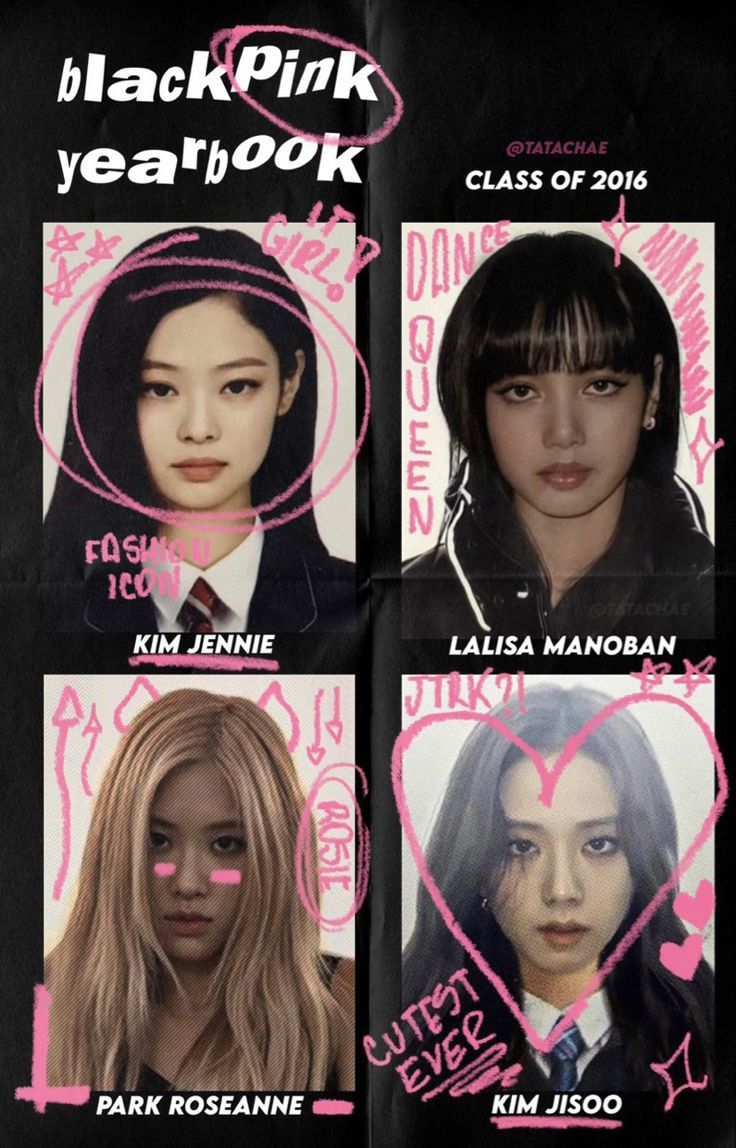 blackpink
yearbook
@TATACHAE
CLASS OF 2016
IT
GIRL!
FASHION
ICON
KIM JENNIE
DANCE
QUEEN
@TATACHAE
LALISA MANOBAN
ROSIE
PARK ROSEANNE
JTRK?!
CUTEST
EVER
KIM JISOO